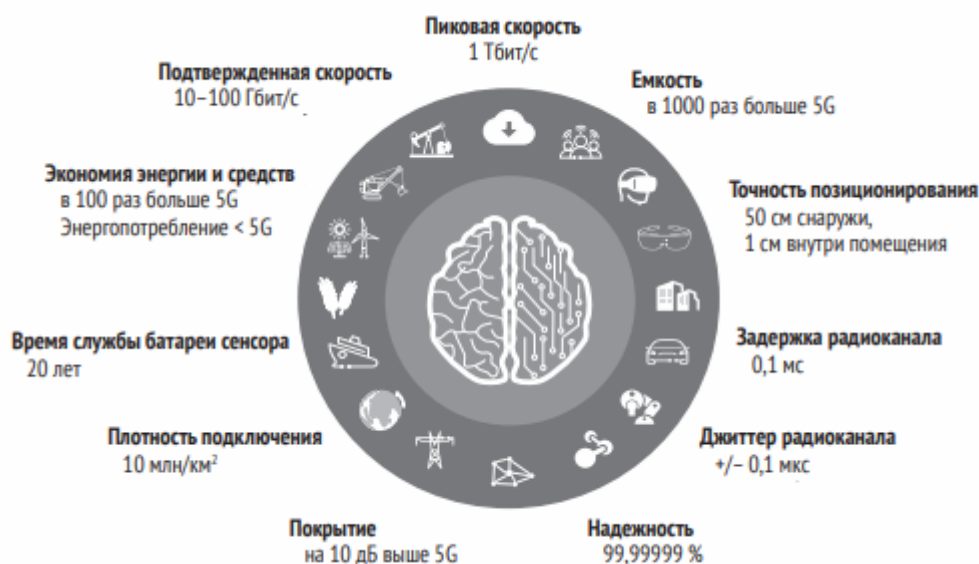 Пиковая скорость
1 Тбит/с
Подтвержденная скорость
10–100 Гбит/с
Емкость
в 1000 раз больше 5G
Экономия энергии и средств
в 100 раз больше 5G
Энергопотребление < 5G
Точность позиционирования
50 см снаружи,
1 см внутри помещения
Время службы батареи сенсора
20 лет
Задержка радиоканала
0,1 мс
Плотность подключения
10 млн/км²
Джиттер радиоканала
+/– 0,1 мкс
Покрытие
на 10 дБ выше 5G
Надежность
99,99999 %